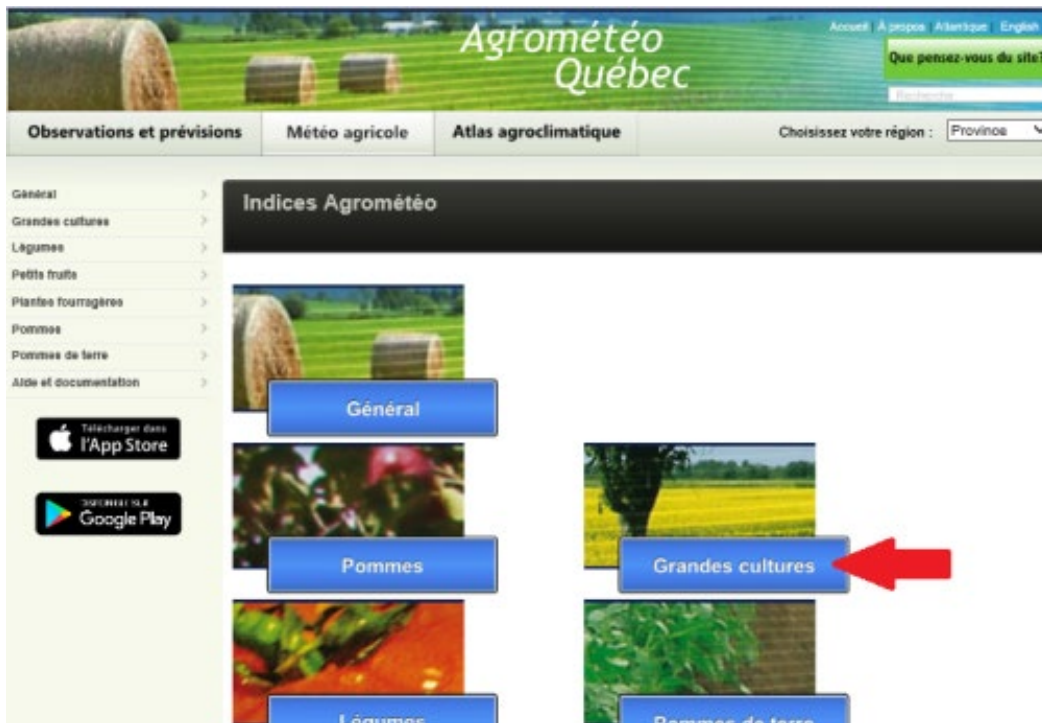 Agrométéo
Québec
Accueil À propos Atlantique English
Que pensez-vous du site?
Recherche
Observations et prévisions Météo agricole Atlas agroclimatique Choisissez votre région : Province
Général
Grandes cultures
Légumes
Petits fruits
Plantes fourragères
Pommes
Pommes de terre
Aide et documentation
Indices Agrométéo
Général
Télécharger dans
l'App Store
DISPONIBLE SUR
Google Play
Pommes
Grandes cultures
Légumes
Pommes de terre